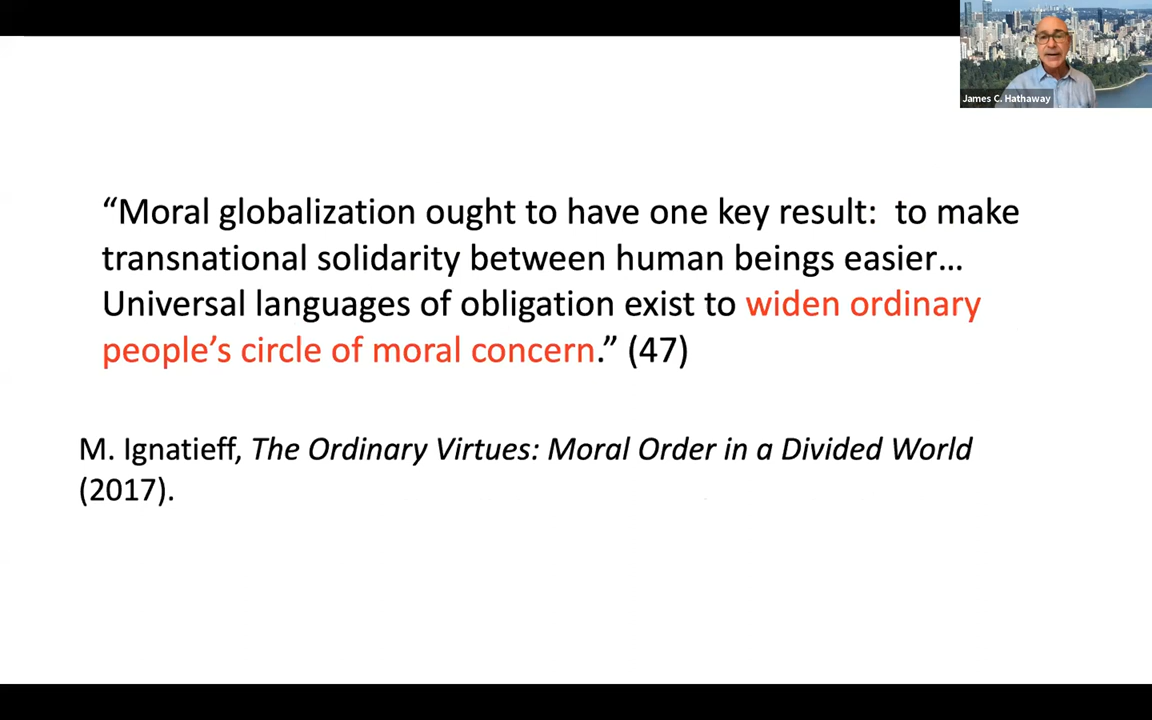 James C. Hathaway
“Moral globalization ought to have one key result:  to make
transnational solidarity between human beings easier…
Universal languages of obligation exist to widen ordinary
people’s circle of moral concern.” (47)
M. Ignatieff, The Ordinary Virtues: Moral Order in a Divided World
(2017).